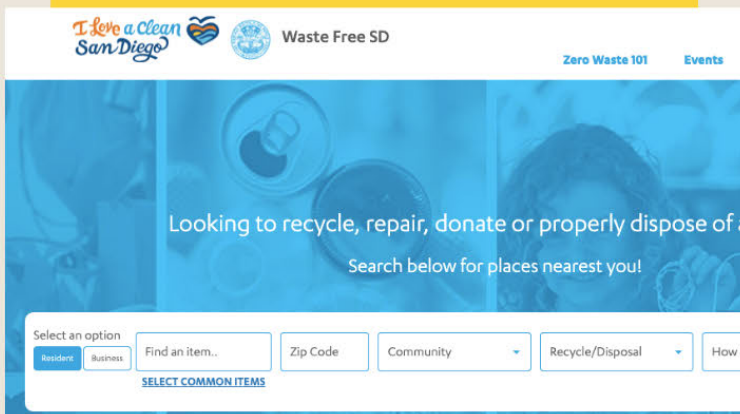 I Love a Clean
San Diego
Waste Free SD
Zero Waste 101
Events
Looking to recycle, repair, donate or properly dispose of
Search below for places nearest you!
Select an option
Resident
Business
Find an item..
Zip Code
Community
Recycle/Disposal
How
SELECT COMMON ITEMS